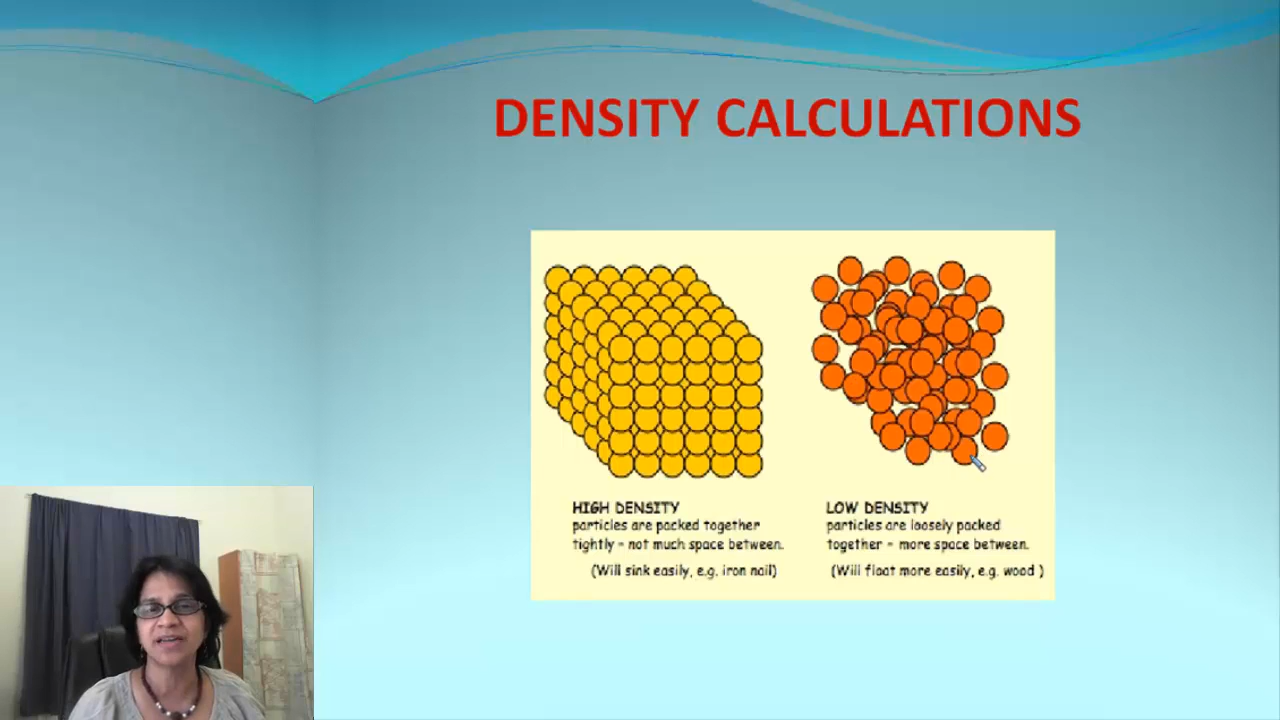 DENSITY CALCULATIONS
HIGH DENSITY
particles are packed together
tightly - not much space between.
(Will sink easily, e.g. iron nail)
LOW DENSITY
particles are loosely packed
together - more space between.
(Will float more easily, e.g. wood )